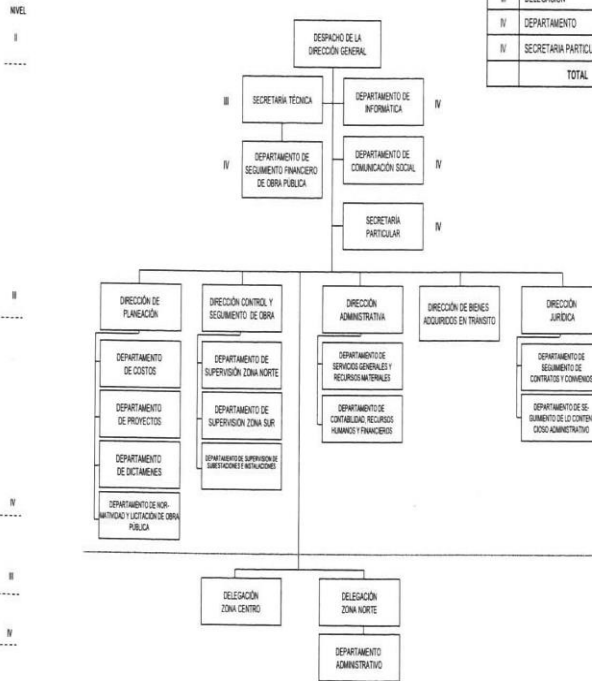 NIVEL
II
III DELEGACIÓN
IV DEPARTAMENTO
IV SECRETARIA
TOTAL
DESPACHO DE LA
DIRECCIÓN GENERAL
III
SECRETARÍA TÉCNICA
DEPARTAMENTO DE
INFORMÁTICA
IV
IV
DEPARTAMENTO DE
SEGUIMIENTO FINANCIERO
DE OBRA PÚBLICA
DEPARTAMENTO DE
COMUNICACIÓN SOCIAL
IV
SECRETARÍA
PARTICULAR
IV
III
DIRECCIÓN DE
PLANEACIÓN
DIRECCIÓN CONTROL Y
SEGUIMIENTO DE OBRA
DIRECCIÓN
ADMINISTRATIVA
DIRECCIÓN DE BIENES
ADQUIRIDOS EN TRÁNSITO
DIRECCIÓN
JURÍDICA
DEPARTAMENTO
DE COSTOS
DEPARTAMENTO
DE PROYECTOS
DEPARTAMENTO
DE DICTÁMENES
DEPARTAMENTO DE NOR-
MATIVIDAD Y LICITACIÓN DE OBRA
PÚBLICA
DEPARTAMENTO DE
SUPERVISIÓN ZONA NORTE
DEPARTAMENTO DE
SUPERVISIÓN ZONA SUR
DEPARTAMENTO DE SUPERVISIÓN DE
SUBESTACIONES E INSTALACIONES
DEPARTAMENTO DE
SERVICIOS GENERALES Y
RECURSOS MATERIALES
DEPARTAMENTO DE
CONTABILIDAD, RECURSOS
HUMANOS Y FINANCIEROS
DEPARTAMENTO DE
SEGUIMIENTO DE
CONTRATOS Y CONVENIOS
DEPARTAMENTO DE SE-
GUIMIENTO DE LO CONTEN-
CIOSO ADMINISTRATIVO
IV
III
DELEGACIÓN
ZONA CENTRO
DELEGACIÓN
ZONA NORTE
IV
DEPARTAMENTO
ADMINISTRATIVO